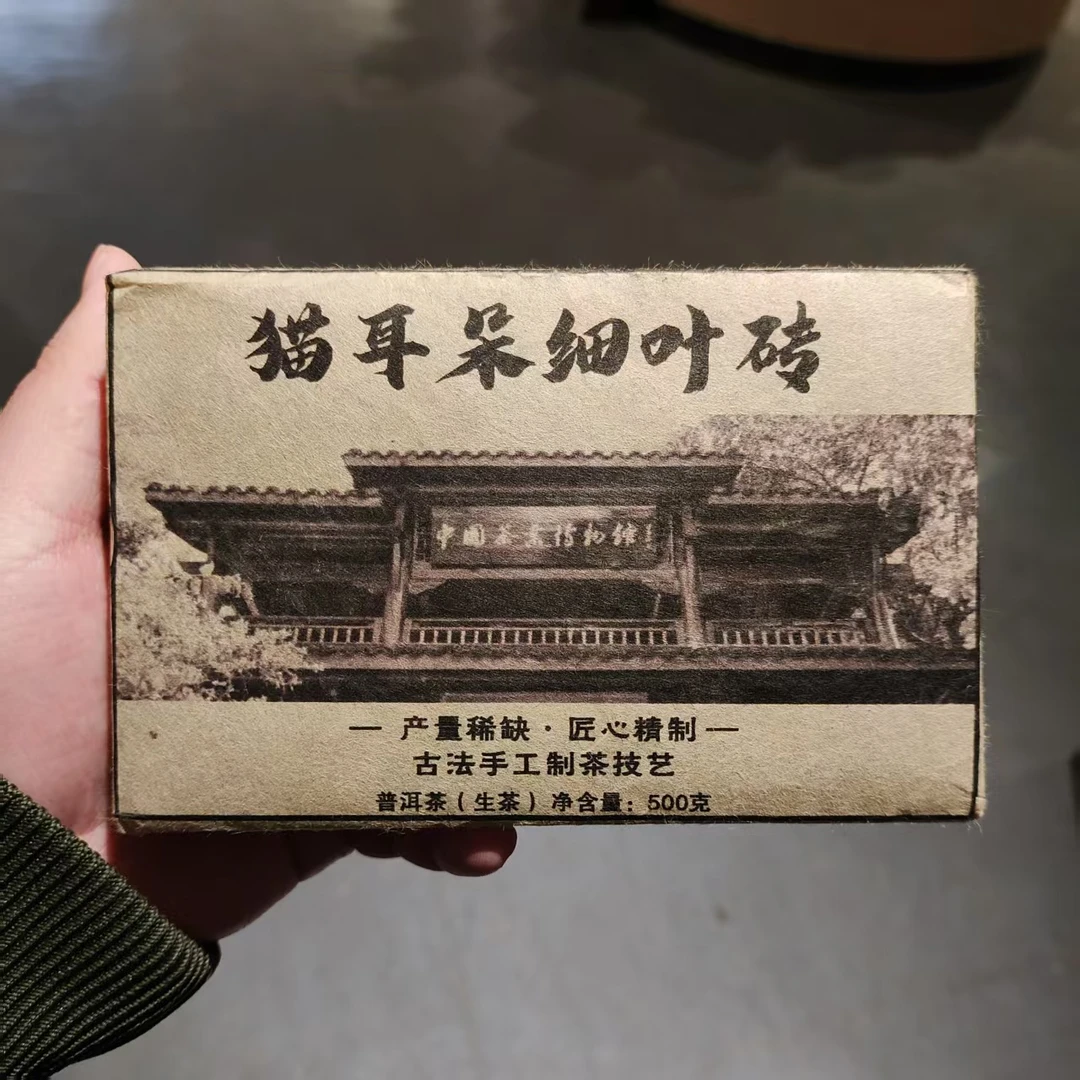 猫耳呆细叶砖
中国茶叶博物馆
— 产量稀缺·匠心精制 —
古法手工制茶技艺
普洱茶(生茶)净含量:500克